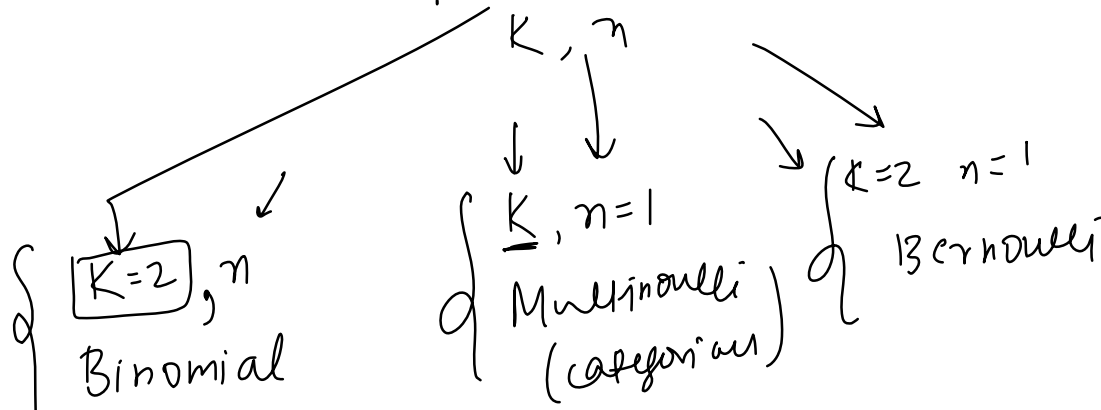 K, n
K=2, n
Binomial
K, n=1
Multinoulli
(categorical)
K=2 n=1
Bernoulli